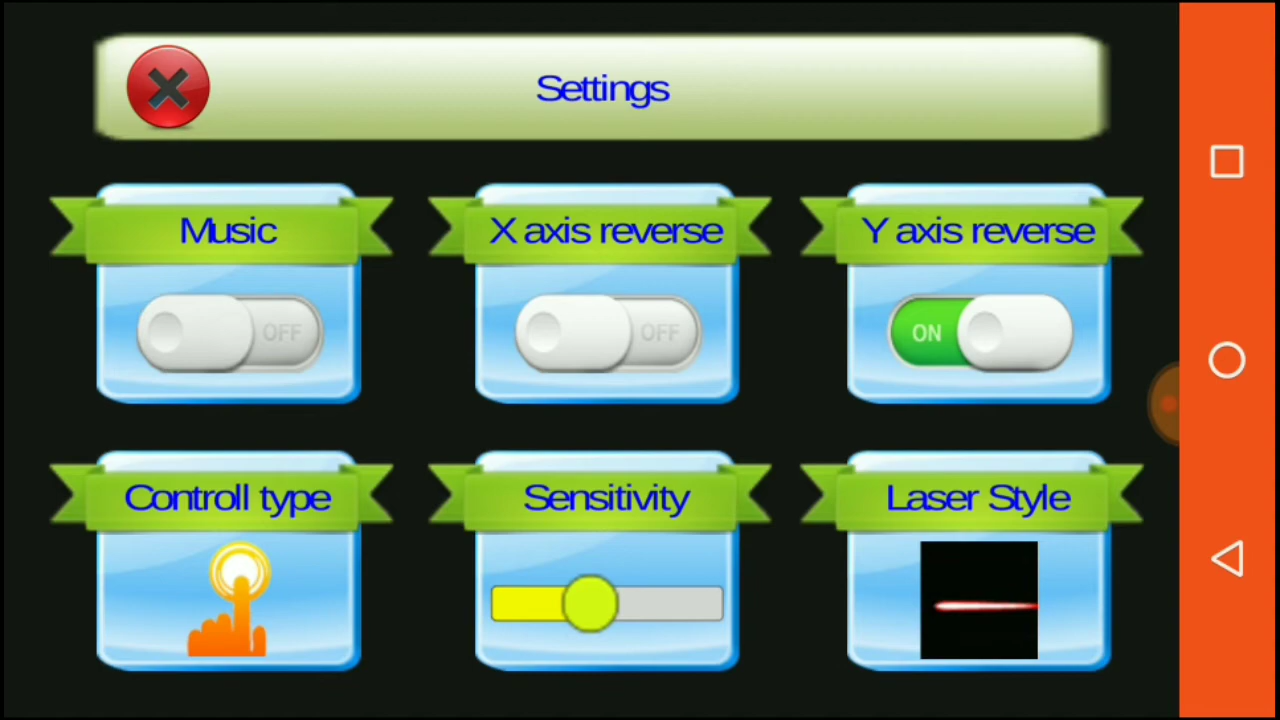 Settings
Music
X axis reverse
Y axis reverse
OFF
OFF
ON
Controll type
Sensitivity
Laser Style